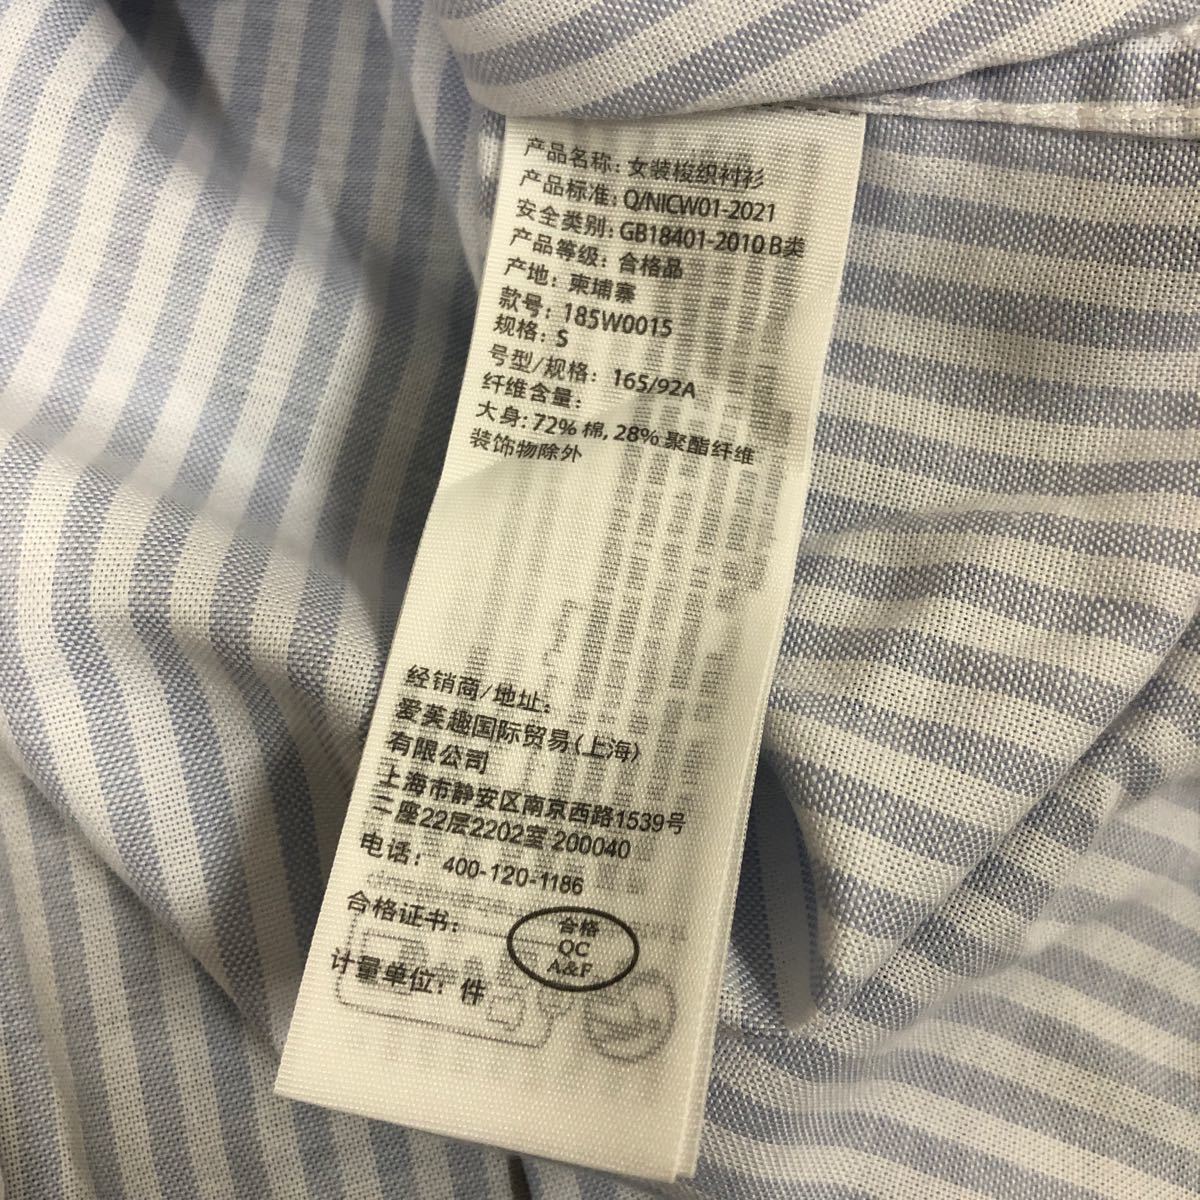 产品名称: 女装梭织衬衫
产品标准: Q/NICW01-2021
安全类别: GB18401-2010 B类
产品等级: 合格品
产地: 柬埔寨
款号: 185W0015
规格: S
号型/规格: 165/92A
纤维含量:
大身: 72% 棉, 28% 聚酯纤维
装饰物除外
经销商/地址:
爱芙趣国际贸易(上海)
有限公司
上海市静安区南京西路1539号
二座22层2202室 200040
电话: 400-120-1186
合格证书:
合格
QC
A&F
计量单位: 件